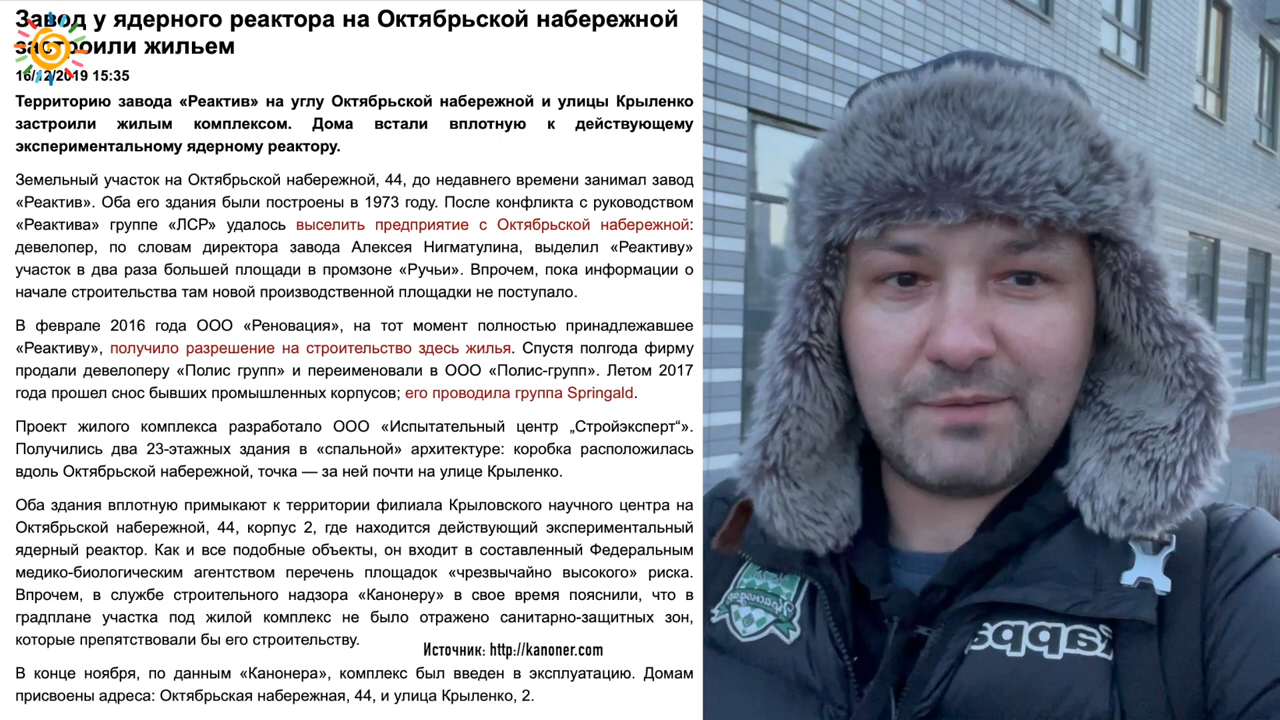 Завод у ядерного реактора на Октябрьской набережной
застроили жильем
16/12/2019 15:35
Территорию завода «Реактив» на углу Октябрьской набережной и улицы Крыленко
застроили жилым комплексом. Дома встали вплотную к действующему
экспериментальному ядерному реактору.
Земельный участок на Октябрьской набережной, 44, до недавнего времени занимал завод
«Реактив». Оба его здания были построены в 1973 году. После конфликта с руководством
«Реактива» группе «ЛСР» удалось выселить предприятие с Октябрьской набережной:
девелопер, по словам директора завода Алексея Нигматулина, выделил «Реактиву»
участок в два раза большей площади в промзоне «Ручьи». Впрочем, пока информации о
начале строительства там новой производственной площадки не поступало.
В феврале 2016 года ООО «Реновация», на тот момент полностью принадлежавшее
«Реактиву», получило разрешение на строительство здесь жилья. Спустя полгода фирму
продали девелоперу «Полис групп» и переименовали в ООО «Полис-групп». Летом 2017
года прошел снос бывших промышленных корпусов; его проводила группа Springald.
Проект жилого комплекса разработало ООО «Испытательный центр „Стройэксперт“».
Получились два 23-этажных здания в «спальной» архитектуре: коробка расположилась
вдоль Октябрьской набережной, точка — за ней почти на улице Крыленко.
Оба здания вплотную примыкают к территории филиала Крыловского научного центра на
Октябрьской набережной, 44, корпус 2, где находится действующий экспериментальный
ядерный реактор. Как и все подобные объекты, он входит в составленный Федеральным
медико-биологическим агентством перечень площадок «чрезвычайно высокого» риска.
Впрочем, в службе строительного надзора «Канонеру» в свое время пояснили, что в
градплане участка под жилой комплекс не было отражено санитарно-защитных зон,
которые препятствовали бы его строительству.
Источник: http://kanoner.com
В конце ноября, по данным «Канонера», комплекс был введен в эксплуатацию. Домам
присвоены адреса: Октябрьская набережная, 44, и улица Крыленко, 2.
Краснодар
Kappa